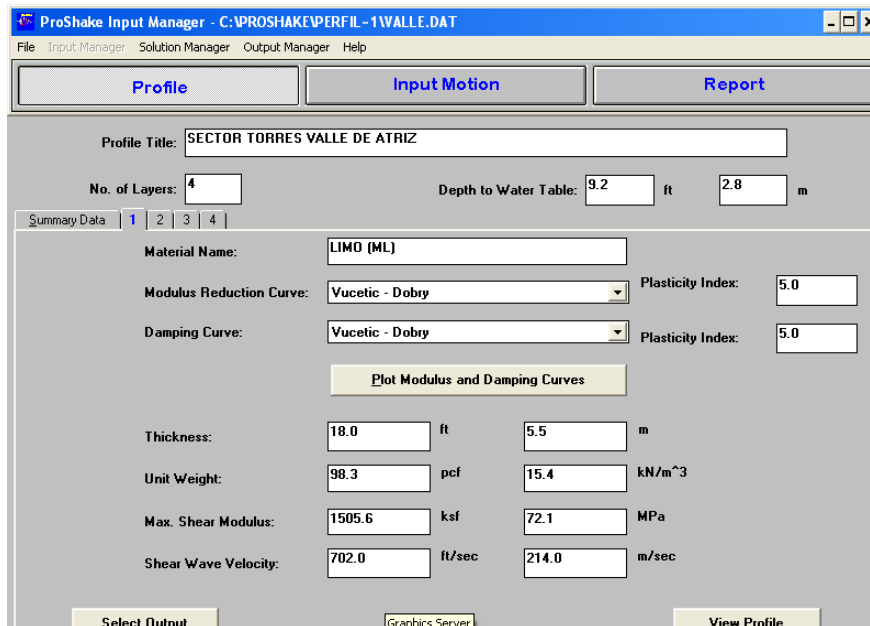 ProShake Input Manager - C:\PROSHAKE\PERFIL~1\VALLE.DAT
File Input Manager Solution Manager Output Manager Help
Profile Input Motion Report
Profile Title: SECTOR TORRES VALLE DE ATRIZ
No. of Layers: 4 Depth to Water Table: 9.2 ft 2.8 m
Summary Data 1 2 3 4
Material Name: LIMO (ML)
Modulus Reduction Curve: Vucetic - Dobry Plasticity Index: 5.0
Damping Curve: Vucetic - Dobry Plasticity Index: 5.0
Plot Modulus and Damping Curves
Thickness: 18.0 ft 5.5 m
Unit Weight: 98.3 pcf 15.4 kN/m^3
Max. Shear Modulus: 1505.6 ksf 72.1 MPa
Shear Wave Velocity: 702.0 ft/sec 214.0 m/sec
Select Output Graphics Server View Profile